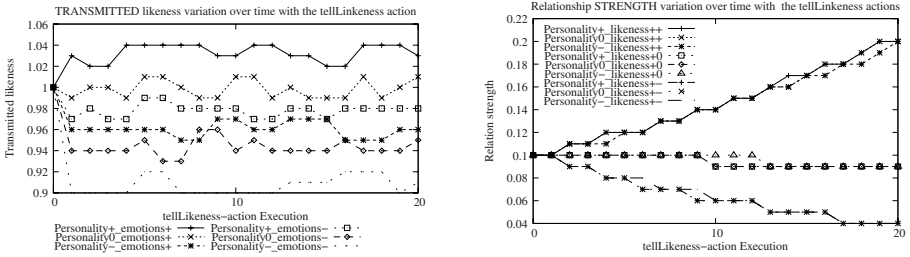 TRANSMITTED likeness variation over time with the tellLinkeness action
Transmitted likeness
1.06
1.04
1.02
1
0.98
0.96
0.94
0.92
0.9
0
10
20
tellLikeness−action Execution
Personality+_emotions+
Personality0_emotions+
Personality−_emotions+
Personality+_emotions−
Personality0_emotions−
Personality−_emotions−
Relationship STRENGTH variation over time with the tellLinkeness actions
Relation strength
0.22
0.2
0.18
0.16
0.14
0.12
0.1
0.08
0.06
0.04
Personality+_likeness++
Personality0_likeness++
Personality−_likeness++
Personality+_likeness+0
Personality0_likeness+0
Personality−_likeness+0
Personality+_likeness+−
Personality0_likeness+−
Personality−_likeness+−
0
10
20
tellLikeness−action Execution